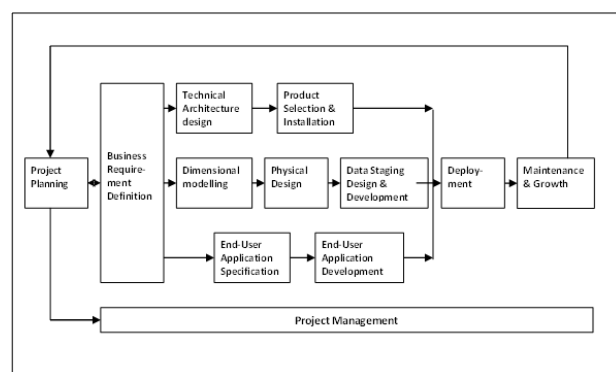 Technical
Architecture
design
Product
Selection &
Installation
Business
Require-
ment
Definition
Project
Planning
Dimensional
modelling
Physical
Design
Data Staging
Design &
Development
Deploy-
ment
Maintenance
& Growth
End-User
Application
Specification
End-User
Application
Development
Project Management